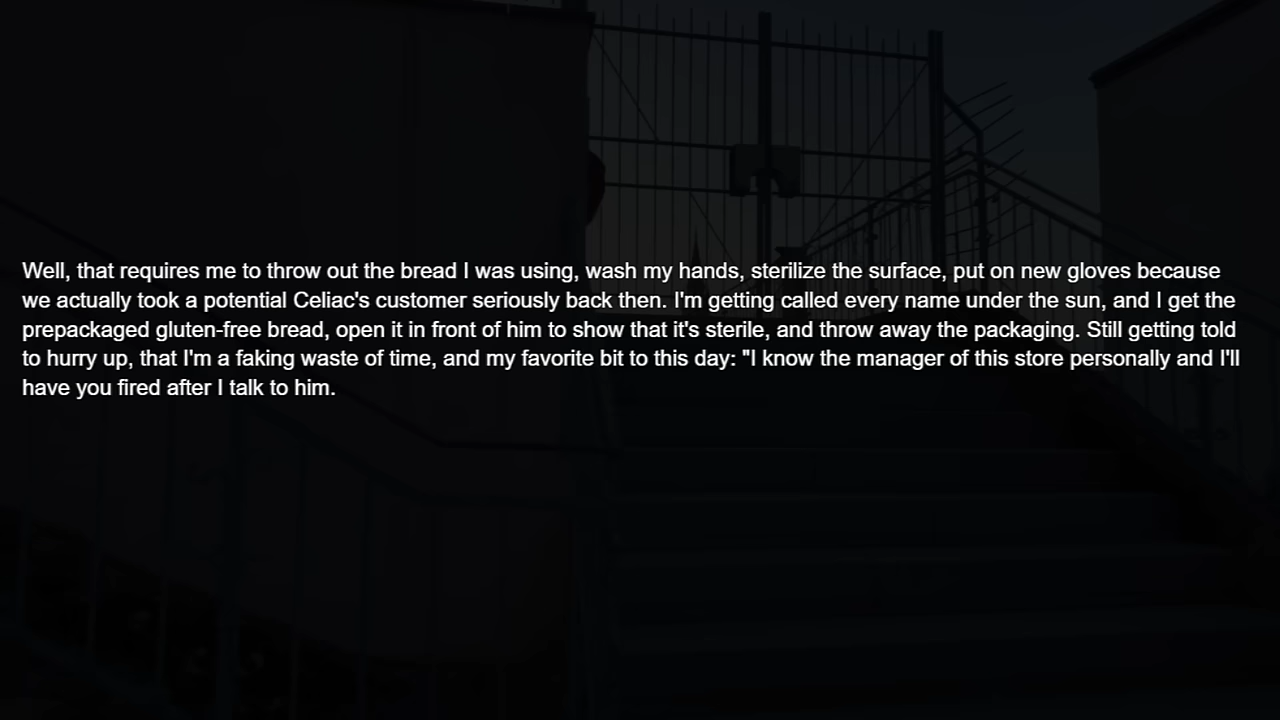 Well, that requires me to throw out the bread I was using, wash my hands, sterilize the surface, put on new gloves because
we actually took a potential Celiac's customer seriously back then. I'm getting called every name under the sun, and I get the
prepackaged gluten-free bread, open it in front of him to show that it's sterile, and throw away the packaging. Still getting told
to hurry up, that I'm a faking waste of time, and my favorite bit to this day: "I know the manager of this store personally and I'll
have you fired after I talk to him.